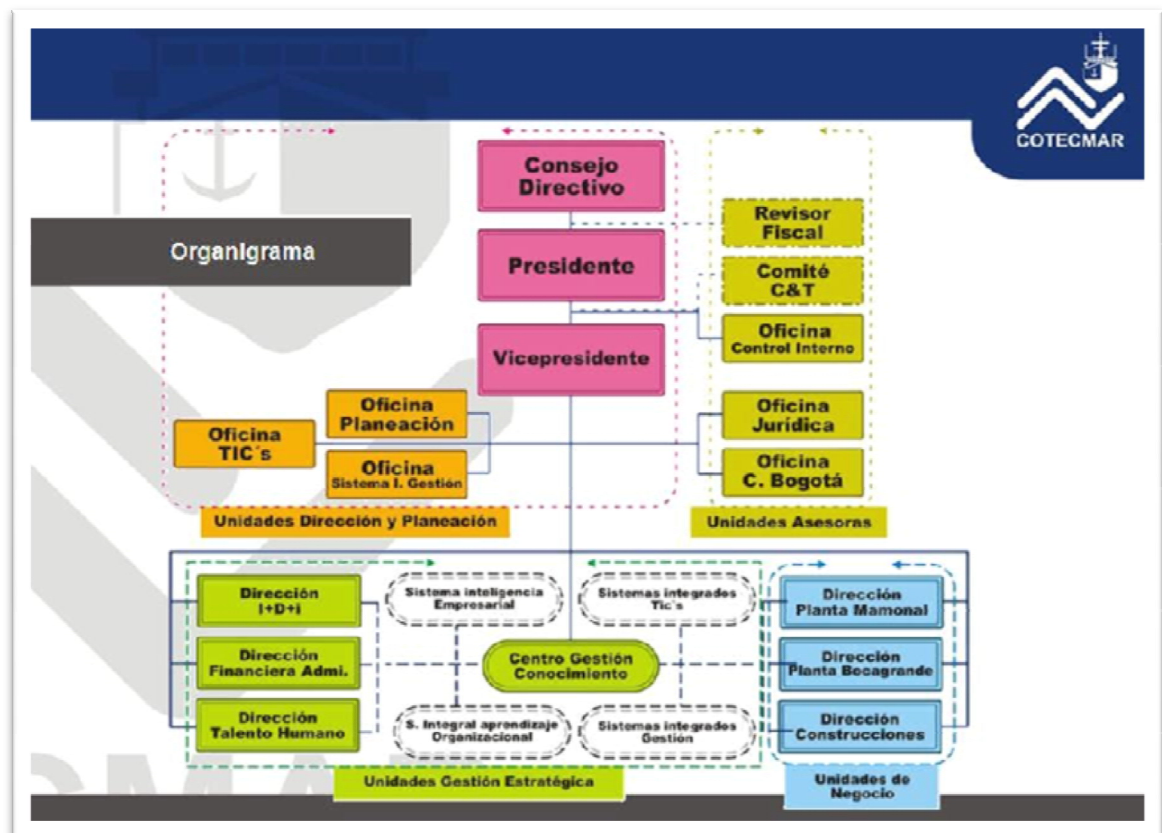 COTECMAR
Organigrama
Consejo
Directivo
Presidente
Vicepresidente
Revisor
Fiscal
Comité
C&T
Oficina
Control Interno
Oficina
Planeación
Oficina
TIC´s
Oficina
Sistema I. Gestión
Oficina
Jurídica
Oficina
C. Bogotá
Unidades Dirección y Planeación
Unidades Asesoras
Dirección
I+D+i
Dirección
Financiera Admi.
Dirección
Talento Humano
Sistema inteligencia
Empresarial
Sistemas integrados
Tic´s
Centro Gestión
Conocimiento
S. Integral aprendizaje
Organizacional
Sistemas integrados
Gestión
Dirección
Planta Mamonal
Dirección
Planta Bocagrande
Dirección
Construcciones
Unidades Gestión Estratégica
Unidades de
Negocio